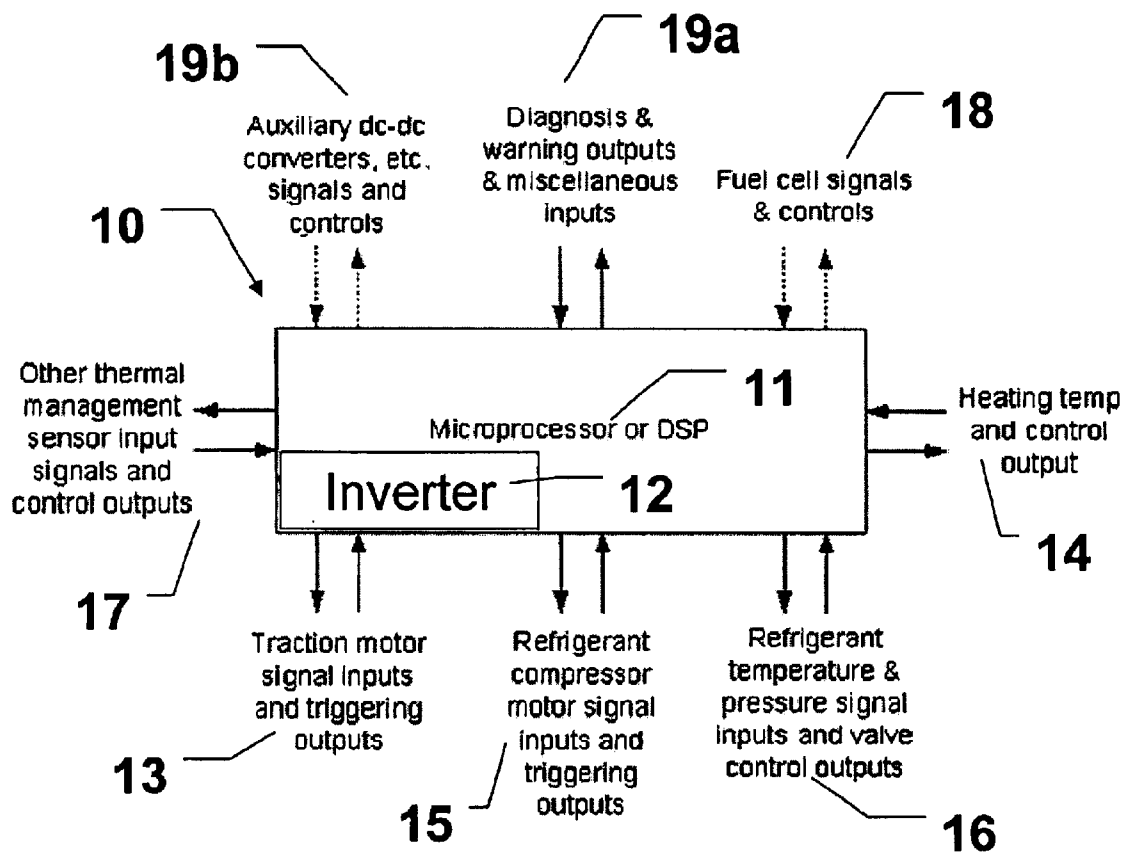 19b
19a
18
Auxiliary dc-dc
converters, etc.
signals and
controls
Diagnosis &
warning outputs
& miscellaneous
inputs
Fuel cell signals
& controls
10
11
Microprocessor or DSP
Inverter
12
Other thermal
management
sensor input
signals and
control outputs
17
Heating temp
and control
output
14
Traction motor
signal inputs
and triggering
outputs
13
Refrigerant
compressor
motor signal
inputs and
triggering
outputs
15
Refrigerant
temperature &
pressure signal
inputs and valve
control outputs
16